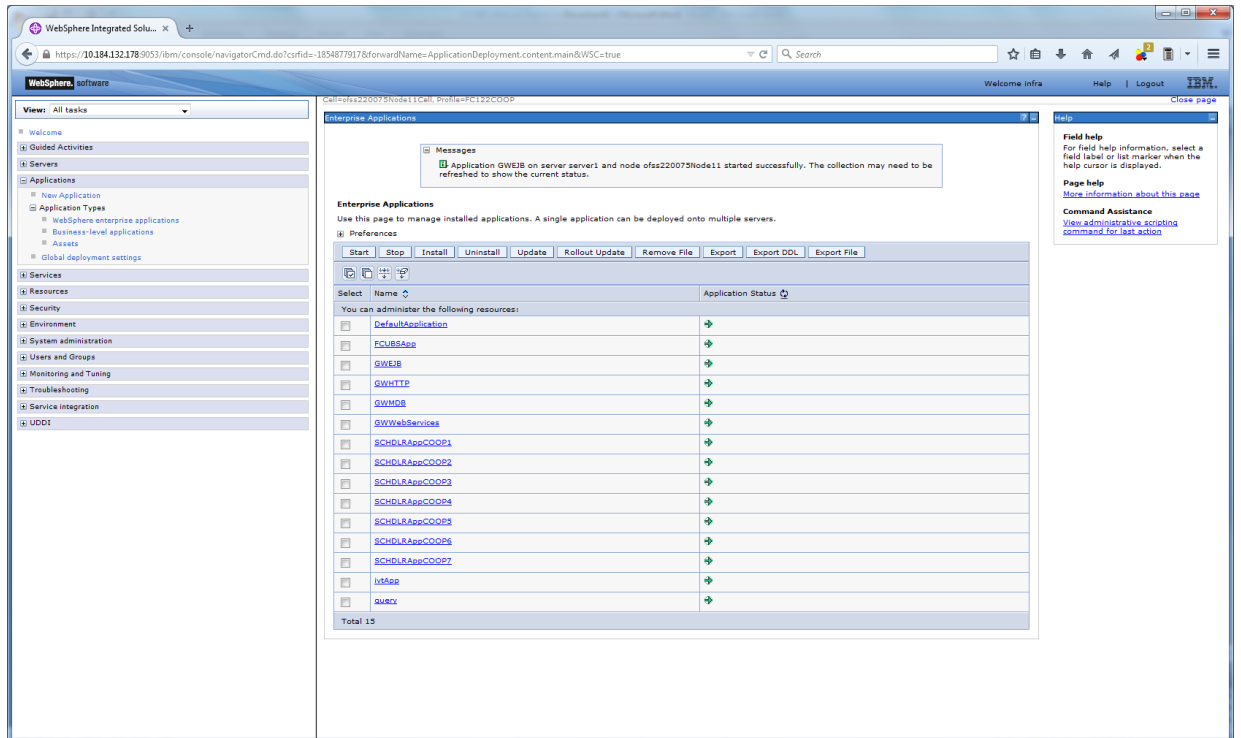 WebSphere Integrated Solu... × +
https://10.184.132.178:9053/ibm/console/navigatorCmd.do?csrfid=-1854877917&forwardName=ApplicationDeployment.content.main&WSC=true
Search
2
WebSphere. software
Welcome infra
Help | Logout
IBM.
View: All tasks
Welcome
Guided Activities
Servers
Applications
New Application
Application Types
WebSphere enterprise applications
Business-level applications
Assets
Global deployment settings
Services
Resources
Security
Environment
System administration
Users and Groups
Monitoring and Tuning
Troubleshooting
Service integration
UDDI
Cell=ofss220075Node11Cell, Profile=FC122COOP
Close page
Enterprise Applications
? -
Messages
Application GWEJB on server server1 and node ofss220075Node11 started successfully. The collection may need to be
refreshed to show the current status.
Enterprise Applications
Use this page to manage installed applications. A single application can be deployed onto multiple servers.
Preferences
Start Stop Install Uninstall Update Rollout Update Remove File Export Export DDL Export File
Select Name Application Status
You can administer the following resources:
DefaultApplication
FCUBSApp
GWEJB
GWHTTP
GWMDB
GWWebServices
SCHDLRAppCOOP1
SCHDLRAppCOOP2
SCHDLRAppCOOP3
SCHDLRAppCOOP4
SCHDLRAppCOOP5
SCHDLRAppCOOP6
SCHDLRAppCOOP7
ivtApp
query
Total 15
Help
Field help
For field help information, select a
field label or list marker when the
help cursor is displayed.
Page help
More information about this page
Command Assistance
View administrative scripting
command for last action